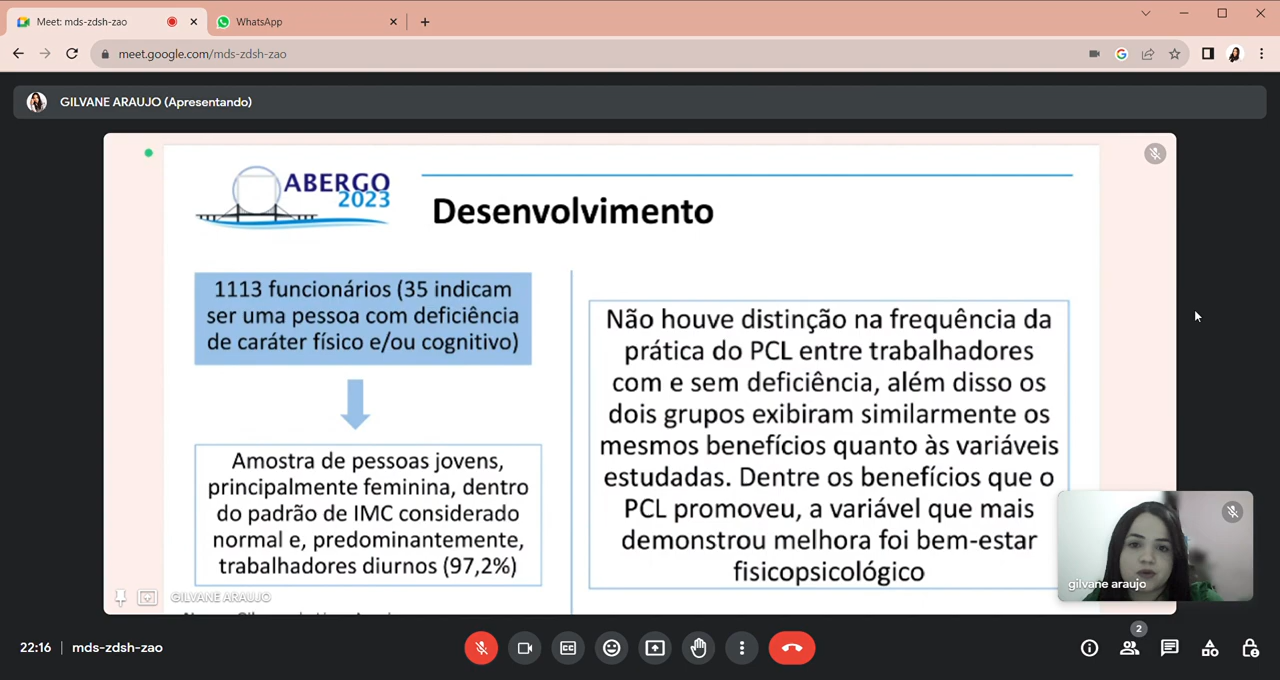 Meet: mds-zdsh-zao
WhatsApp
meet.google.com/mds-zdsh-zao
GILVANE ARAUJO (Apresentando)
ABERGO
2023
Desenvolvimento
1113 funcionários (35 indicam
ser uma pessoa com deficiência
de caráter físico e/ou cognitivo)
Amostra de pessoas jovens,
principalmente feminina, dentro
do padrão de IMC considerado
normal e, predominantemente,
trabalhadores diurnos (97,2%)
Não houve distinção na frequência da
prática do PCL entre trabalhadores
com e sem deficiência, além disso os
dois grupos exibiram similarmente os
mesmos benefícios quanto às variáveis
estudadas. Dentre os benefícios que o
PCL promoveu, a variável que mais
demonstrou melhora foi bem-estar
fisicopsicológico
GILVANE ARAUJO
gilvane araujo
22:16 | mds-zdsh-zao
2